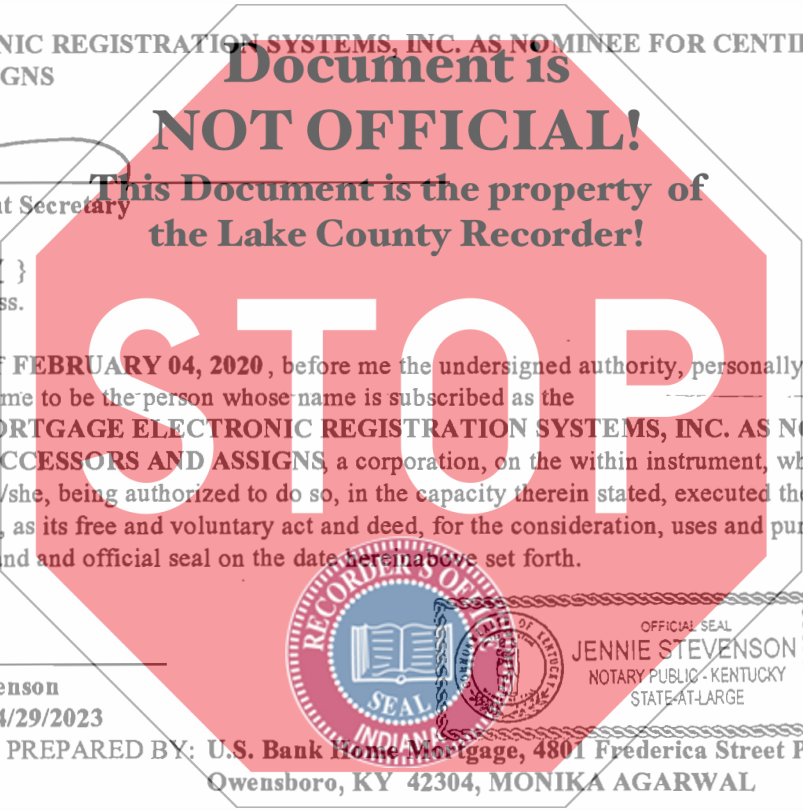 NIC REGISTRATION SYSTEMS, INC. AS NOMINEE FOR CENTI
GNS
Document is
NOT OFFICIAL!
This Document is the property of
the Lake County Recorder!
t Secretary
}
ss.
STOP
f FEBRUARY 04, 2020 , before me the undersigned authority, personally
me to be the person whose name is subscribed as the
ORTGAGE ELECTRONIC REGISTRATION SYSTEMS, INC. AS NO
CCESSORS AND ASSIGNS, a corporation, on the within instrument, wh
/she, being authorized to do so, in the capacity therein stated, executed the
, as its free and voluntary act and deed, for the consideration, uses and pur
nd and official seal on the date hereinabove set forth.
RECORDER'S OFFICE
SEAL
INDIANA
COMMONWEALTH OF KENTUCKY
OFFICIAL SEAL
JENNIE STEVENSON
NOTARY PUBLIC - KENTUCKY
STATE-AT-LARGE
enson
4/29/2023
PREPARED BY: U.S. Bank Home Mortgage, 4801 Frederica Street P
Owensboro, KY 42304, MONIKA AGARWAL